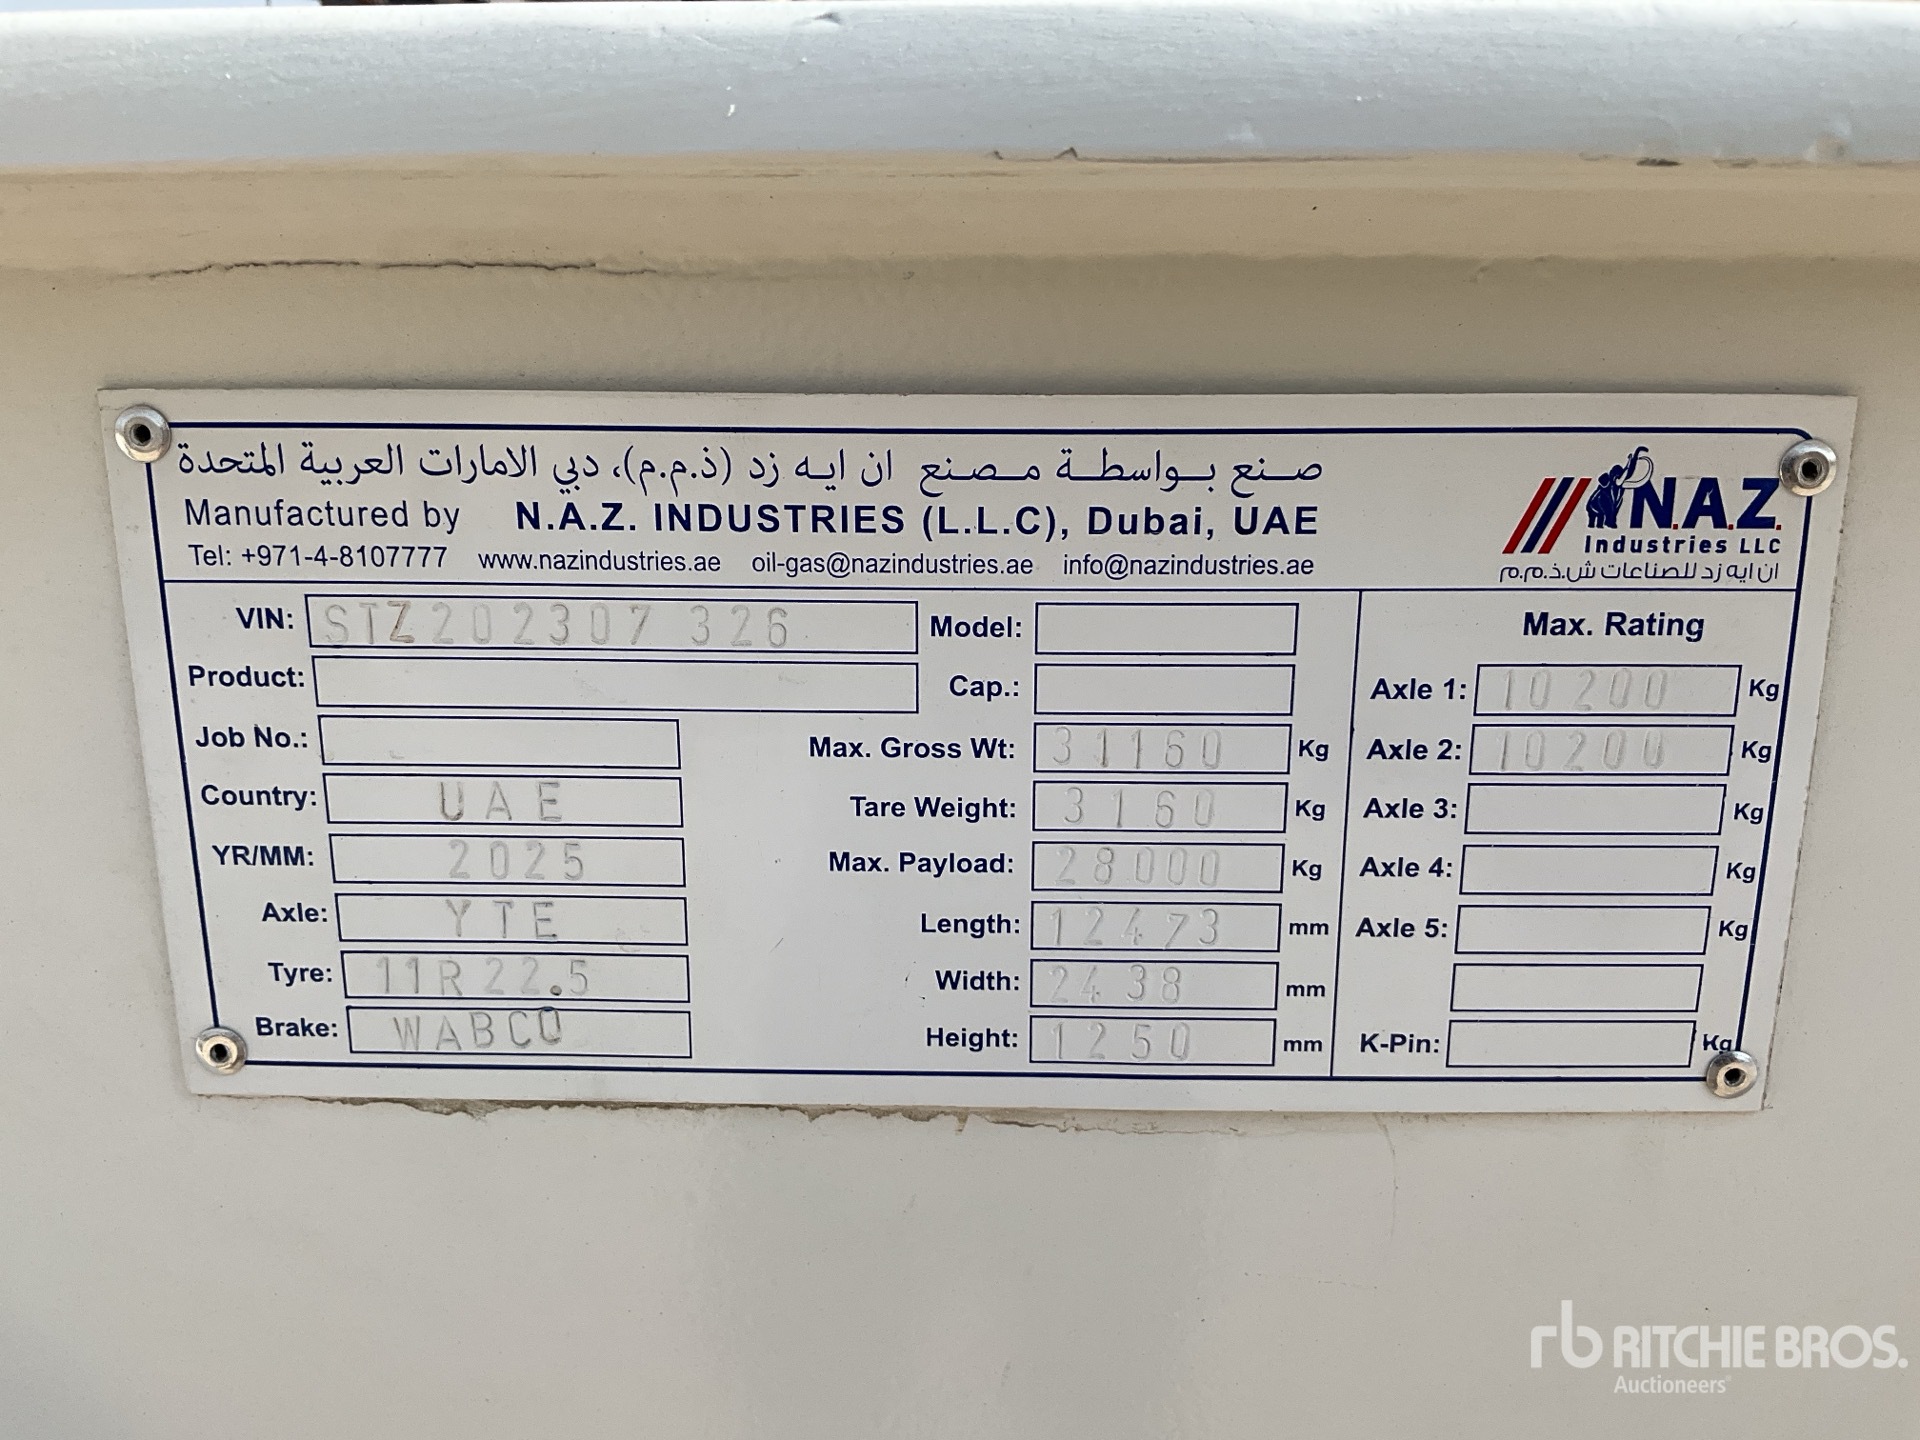 صنع بواسطة مصنع ان ايه زد (ذ.م.م)، دبي الامارات العربية المتحدة
Manufactured by N.A.Z. INDUSTRIES (L.L.C), Dubai, UAE
Tel: +971-4-8107777 www.nazindustries.ae oil-gas@nazindustries.ae info@nazindustries.ae
N.A.Z.
Industries LLC
ان ايه زد للصناعات ش.ذ.م.م
VIN: STZ202307 326
Product:
Job No.:
Country: UAE
YR/MM: 2025
Axle: YTE
Tyre: 11R22.5
Brake: WABCO
Model:
Cap.:
Max. Gross Wt: 31160 Kg
Tare Weight: 3160 Kg
Max. Payload: 28000 Kg
Length: 12473 mm
Width: 2438 mm
Height: 1250 mm
Max. Rating
Axle 1: 10200 Kg
Axle 2: 10200 Kg
Axle 3: Kg
Axle 4: Kg
Axle 5: Kg
K-Pin: Kg
rb RITCHIE BROS.
Auctioneers